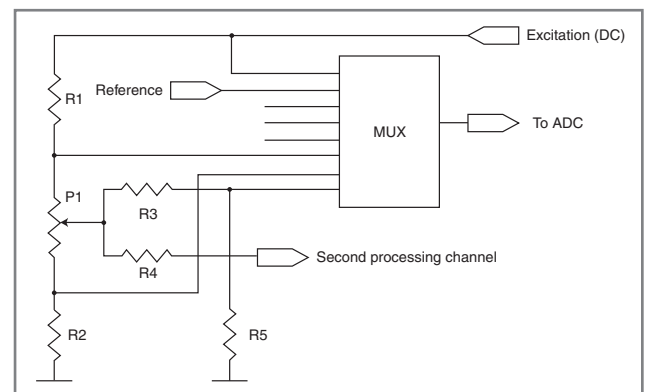 Excitation (DC)
Reference
R1
MUX
To ADC
P1
R3
R4
Second processing channel
R2
R5